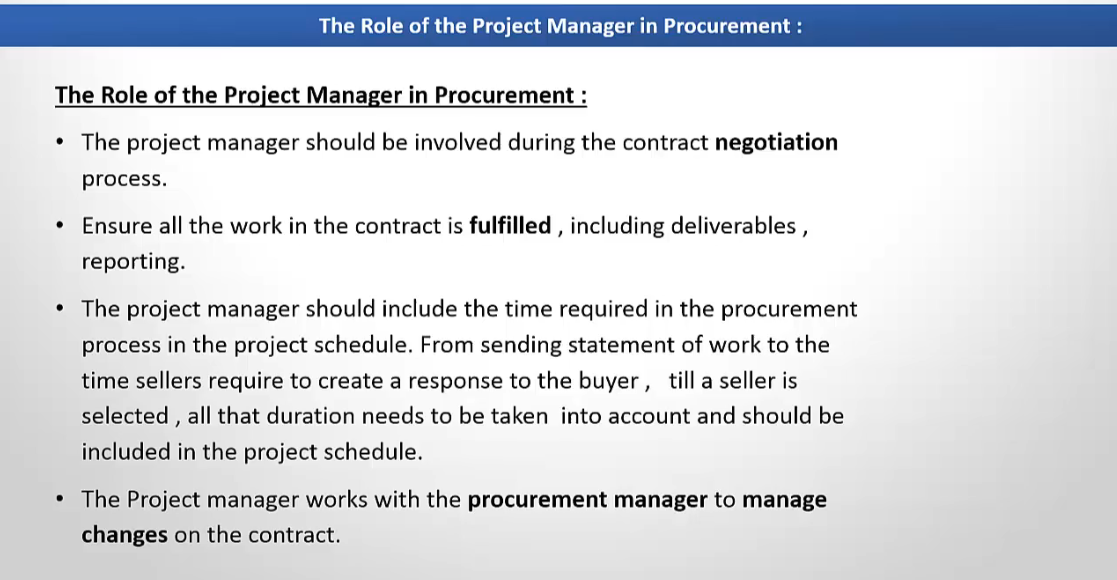 The Role of the Project Manager in Procurement :
The Role of the Project Manager in Procurement :
• The project manager should be involved during the contract negotiation
process.
• Ensure all the work in the contract is fulfilled , including deliverables ,
reporting.
• The project manager should include the time required in the procurement
process in the project schedule. From sending statement of work to the
time sellers require to create a response to the buyer , till a seller is
selected , all that duration needs to be taken into account and should be
included in the project schedule.
• The Project manager works with the procurement manager to manage
changes on the contract.